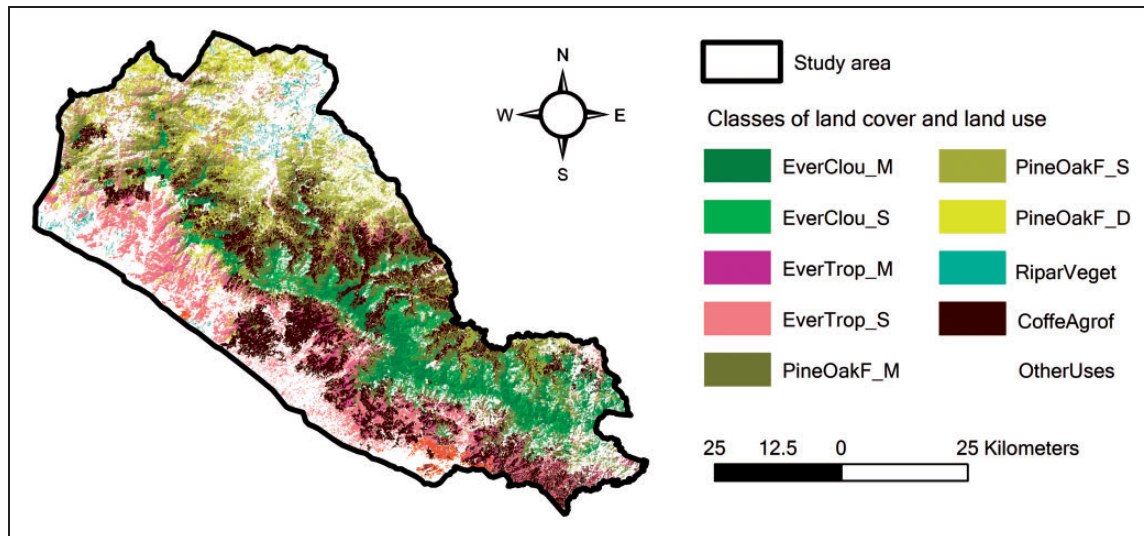 N
W E
S
Study area
Classes of land cover and land use
EverClou_M
EverClou_S
EverTrop_M
EverTrop_S
PineOakF_M
PineOakF_S
PineOakF_D
RiparVeget
CoffeAgrof
OtherUses
25 12.5 0 25 Kilometers